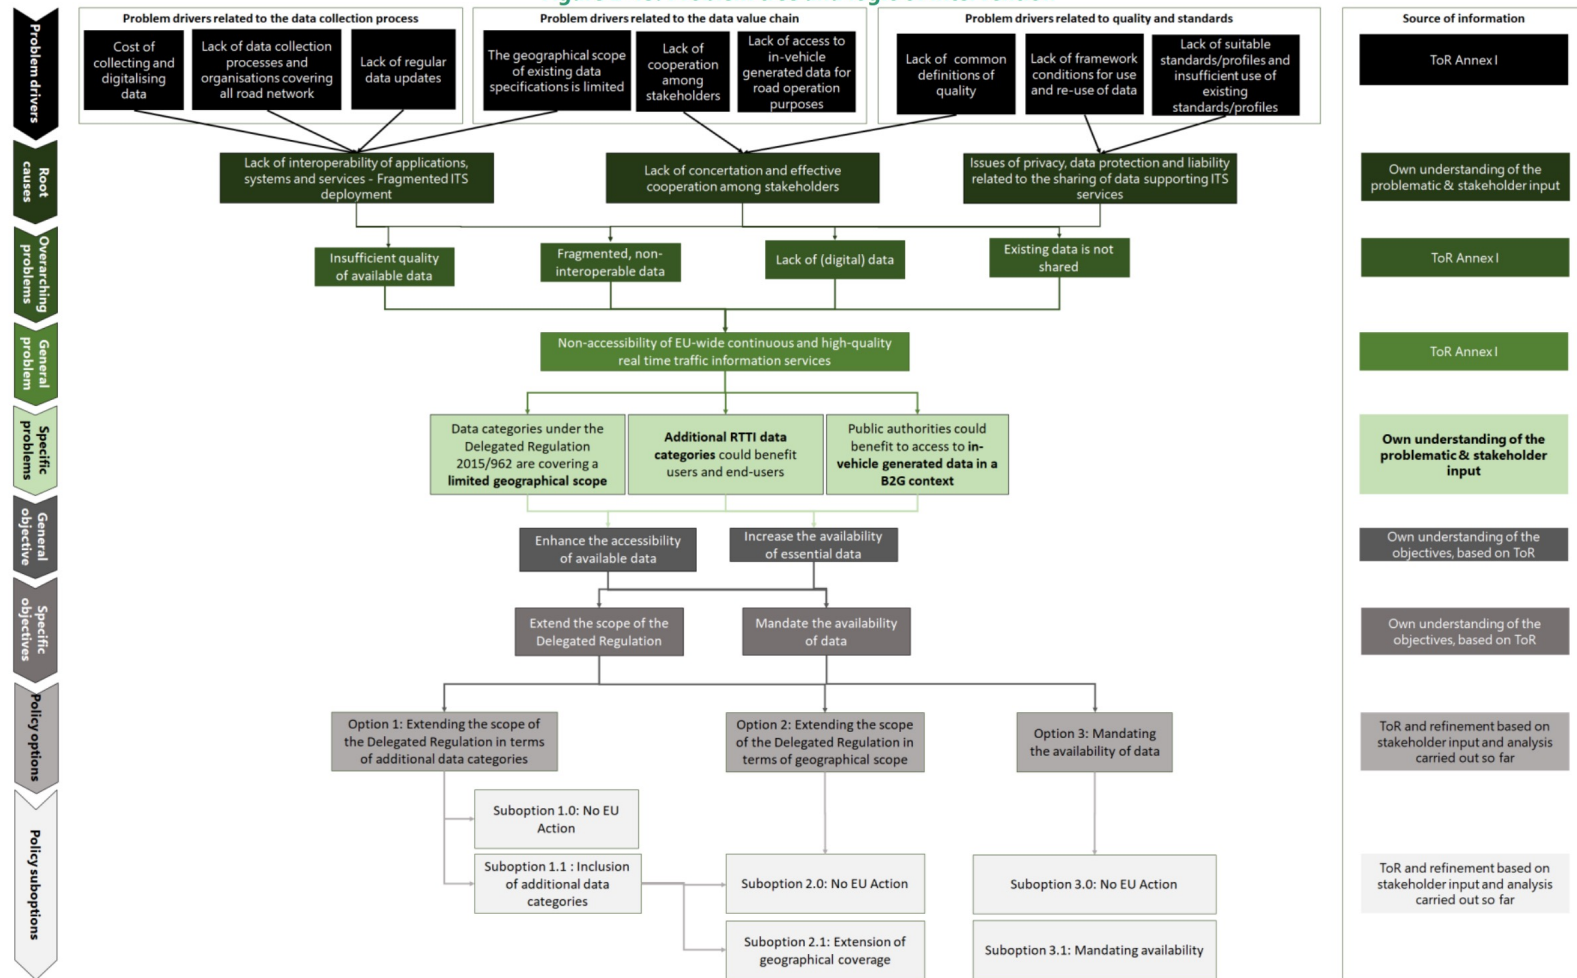 Problem drivers
Problem drivers related to the data collection process
Cost of
collecting and
digitalising
data
Lack of data collection
processes and
organisations covering
all road network
Lack of regular
data updates
Problem drivers related to the data value chain
The geographical scope
of existing data
specifications is limited
Lack of
cooperation
among
stakeholders
Lack of access to
in-vehicle
generated data for
road operation
purposes
Problem drivers related to quality and standards
Lack of common
definitions of
quality
Lack of framework
conditions for use
and re-use of data
Lack of suitable
standards/profiles and
insufficient use of
existing
standards/profiles
Source of information
ToR Annex I
Root
causes
Lack of interoperability of applications,
systems and services - Fragmented ITS
deployment
Lack of concertation and effective
cooperation among stakeholders
Issues of privacy, data protection and liability
related to the sharing of data supporting ITS
services
Own understanding of the
problematic & stakeholder input
Overarching
problems
Insufficient quality
of available data
Fragmented, non-
interoperable data
Lack of (digital) data
Existing data is not
shared
ToR Annex I
General
problem
Non-accessibility of EU-wide continuous and high-quality
real time traffic information services
ToR Annex I
Specific
problems
Data categories under the
Delegated Regulation
2015/962 are covering a
limited geographical scope
Additional RTTI data
categories could benefit
users and end-users
Public authorities could
benefit to access to in-
vehicle generated data in a
B2G context
Own understanding of the
problematic & stakeholder
input
General
objective
Enhance the accessibility
of available data
Increase the availability
of essential data
Own understanding of the
objectives, based on ToR
Specific
objectives
Extend the scope of the
Delegated Regulation
Mandate the availability
of data
Own understanding of the
objectives, based on ToR
Policy options
Option 1: Extending the scope of
the Delegated Regulation in terms
of additional data categories
Option 2: Extending the scope
of the Delegated Regulation in
terms of geographical scope
Option 3: Mandating
the availability of data
ToR and refinement based on
stakeholder input and analysis
carried out so far
Policy suboptions
Suboption 1.0: No EU
Action
Suboption 1.1 : Inclusion
of additional data
categories
Suboption 2.0: No EU Action
Suboption 2.1: Extension of
geographical coverage
Suboption 3.0: No EU Action
Suboption 3.1: Mandating availability
ToR and refinement based on
stakeholder input and analysis
carried out so far